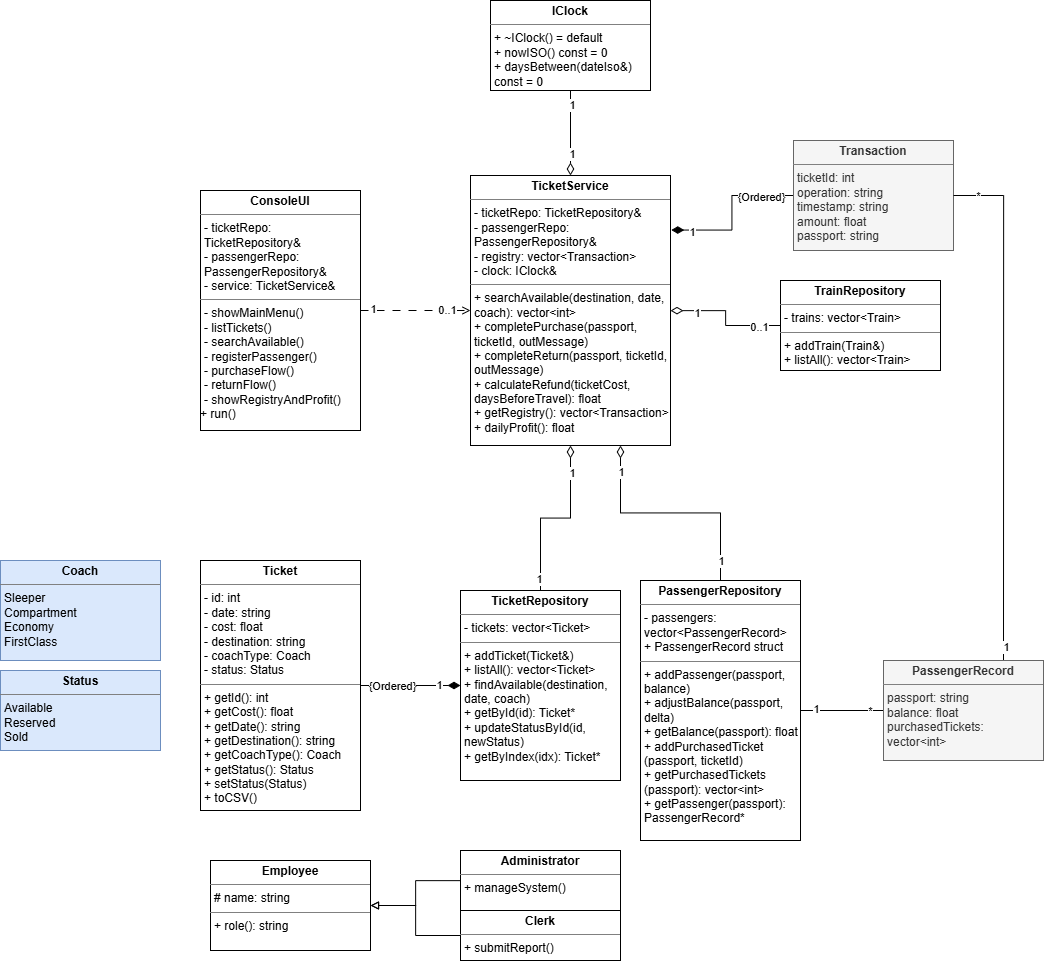 IClock
+ ~IClock() = default
+ nowISO() const = 0
+ daysBetween(dateIso&)
const = 0
1
1
Transaction
ticketId: int
operation: string
timestamp: string
amount: float
passport: string
{Ordered}
1
*
ConsoleUI
- ticketRepo:
TicketRepository&
- passengerRepo:
PassengerRepository&
- service: TicketService&
- showMainMenu()
- listTickets()
- searchAvailable()
- registerPassenger()
- purchaseFlow()
- returnFlow()
- showRegistryAndProfit()
+ run()
1
0..1
TicketService
- ticketRepo: TicketRepository&
- passengerRepo:
PassengerRepository&
- registry: vector<Transaction>
- clock: IClock&
+ searchAvailable(destination, date,
coach): vector<int>
+ completePurchase(passport,
ticketId, outMessage)
+ completeReturn(passport, ticketId,
outMessage)
+ calculateRefund(ticketCost,
daysBeforeTravel): float
+ getRegistry(): vector<Transaction>
+ dailyProfit(): float
1
0..1
TrainRepository
- trains: vector<Train>
+ addTrain(Train&)
+ listAll(): vector<Train>
1
1
1
1
Coach
Sleeper
Compartment
Economy
FirstClass
Status
Available
Reserved
Sold
Ticket
- id: int
- date: string
- cost: float
- destination: string
- coachType: Coach
- status: Status
+ getId(): int
+ getCost(): float
+ getDate(): string
+ getDestination(): string
+ getCoachType(): Coach
+ getStatus(): Status
+ setStatus(Status)
+ toCSV()
{Ordered}
1
TicketRepository
- tickets: vector<Ticket>
+ addTicket(Ticket&)
+ listAll(): vector<Ticket>
+ findAvailable(destination,
date, coach)
+ getById(id): Ticket*
+ updateStatusById(id,
newStatus)
+ getByIndex(idx): Ticket*
PassengerRepository
- passengers:
vector<PassengerRecord>
+ PassengerRecord struct
+ addPassenger(passport,
balance)
+ adjustBalance(passport,
delta)
+ getBalance(passport): float
+ addPurchasedTicket
(passport, ticketId)
+ getPurchasedTickets
(passport): vector<int>
+ getPassenger(passport):
PassengerRecord*
1
*
1
PassengerRecord
passport: string
balance: float
purchasedTickets:
vector<int>
Employee
# name: string
+ role(): string
Administrator
+ manageSystem()
Clerk
+ submitReport()